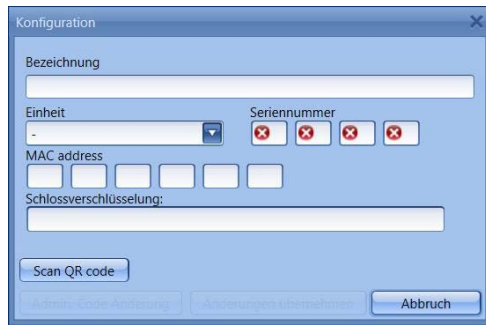 Konfiguration
Bezeichnung
Einheit Seriennummer
-
MAC address
Schlossverschlüsselung:
Scan QR code
Admin. Code Änderung Änderungen übernehmen Abbruch